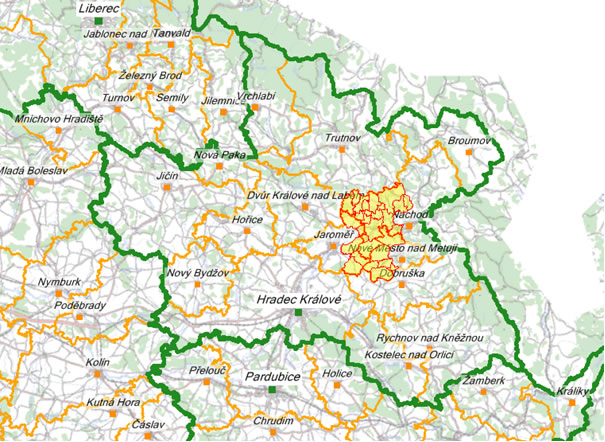 Liberec
Jablonec nad
Tanvald
Železný Brod
Turnov
Semily
Jilemnice
Vrchlabí
Mnichovo Hradiště
Trutnov
Broumov
Nová Paka
Mladá Boleslav
Jičín
Dvůr Králové nad Labem
Hořice
Náchod
Jaroměř
Nové Město nad Metují
Nový Bydžov
Dobruška
Nymburk
Poděbrady
Hradec Králové
Rychnov nad Kněžnou
Kostelec nad Orlicí
Kolín
Přelouč
Holice
Pardubice
Žamberk
Králíky
Kutná Hora
Čáslav
Chrudim